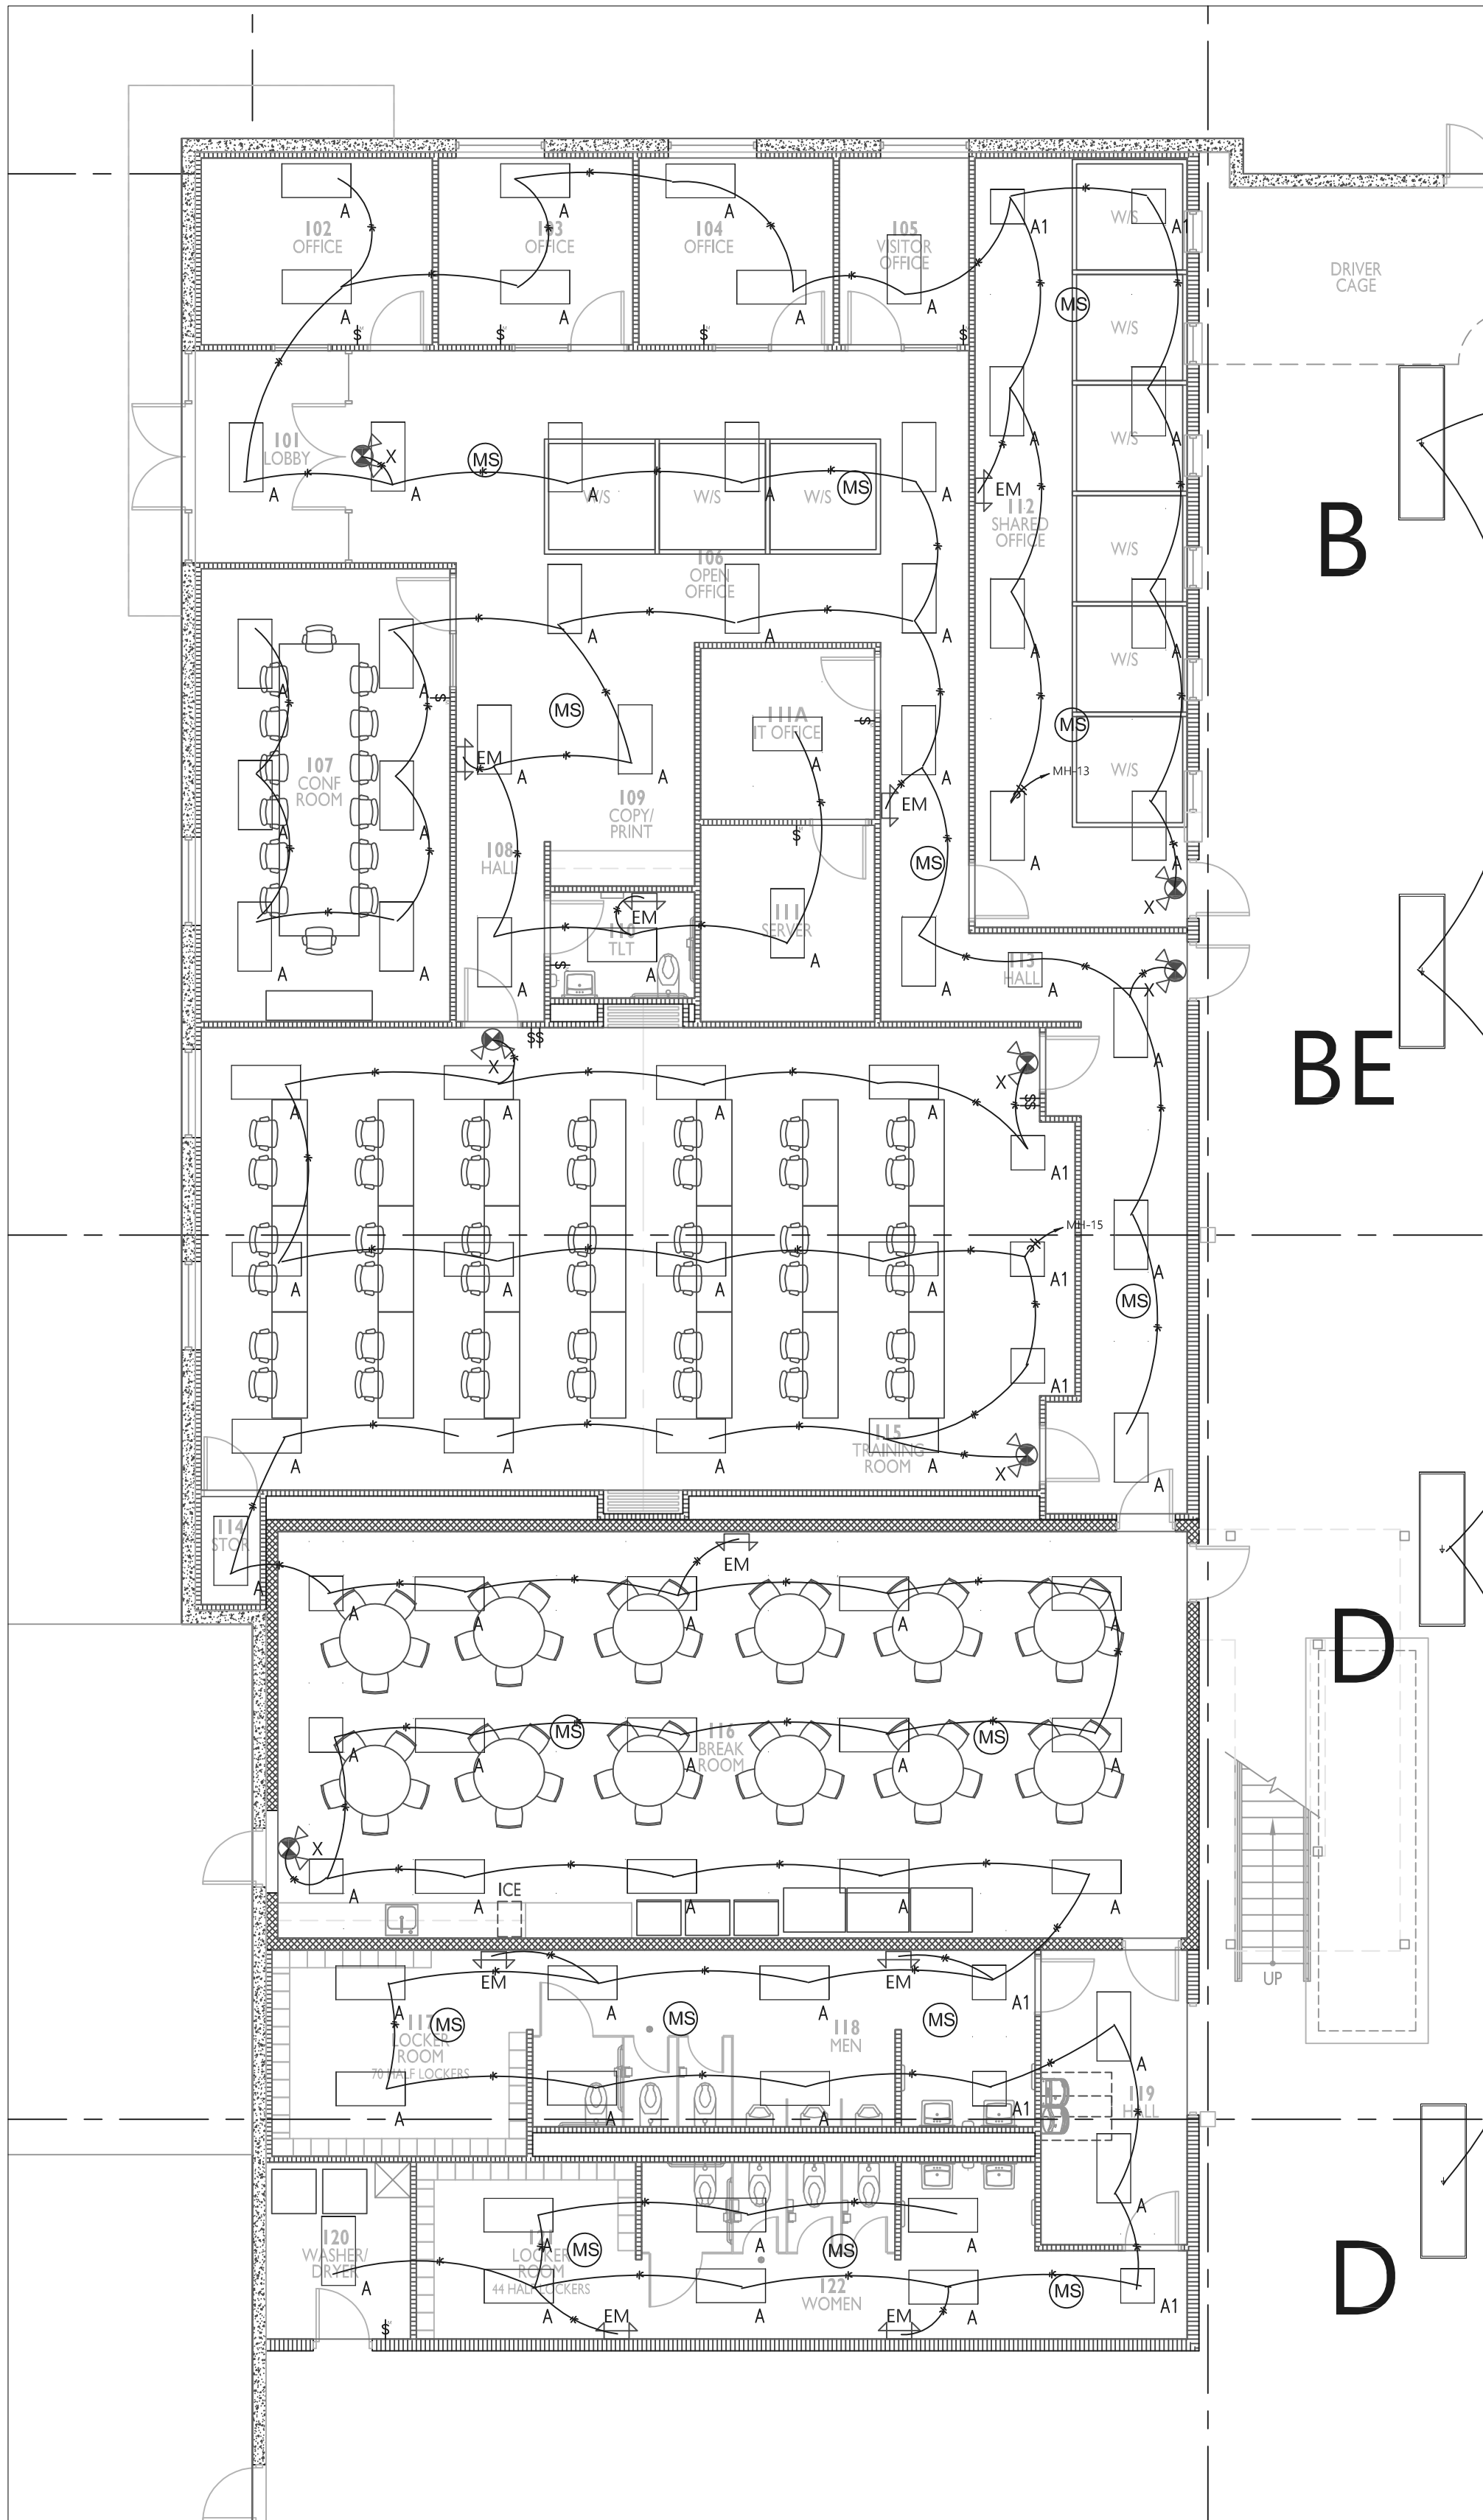 A
A
A
A1
A1
102
OFFICE
103
OFFICE
104
OFFICE
105
VISITOR
OFFICE
W/S
DRIVER
CAGE
A
A
A
A
MS
W/S
$
$
$
$
101
LOBBY
X
MS
MS
A
A
A
A
A
A
A
W/S
W/S
W/S
W/S
EM
112
SHARED
OFFICE
B
W/S
106
OPEN
OFFICE
A
A
A
A
A
W/S
A
A
$
MS
111A
IT OFFICE
$
MS
107
CONF
ROOM
EM
A
A
A
A
W/S
MH-13
109
COPY/
PRINT
EM
A
A
$
108
HALL
MS
A
A
X
EM
111
SERVER
110
TLT
$
113
HALL
A
A
A
A
A
A
A
X
$$
X
X
$$
A
BE
A
A
A
A
A1
MH-15
A
A
A
A
A1
A
MS
A1
115
TRAINING
ROOM
A
A
A
A
X
A
114
STOR
A
EM
A
A
A
A
A
D
MS
116
BREAK
ROOM
MS
A
A
A
A
A
X
ICE
A
A
A
A
A
UP
EM
EM
A1
A
A
A
117
LOCKER
ROOM
70 HALF LOCKERS
MS
MS
118
MEN
MS
A
A
A
A
A1
119
HALL
A
120
WASHER/
DRYER
A
A
A
LOCKER
ROOM
44 HALF LOCKERS
MS
MS
122
WOMEN
MS
D
A
A
A
A
A1
$
EM
EM